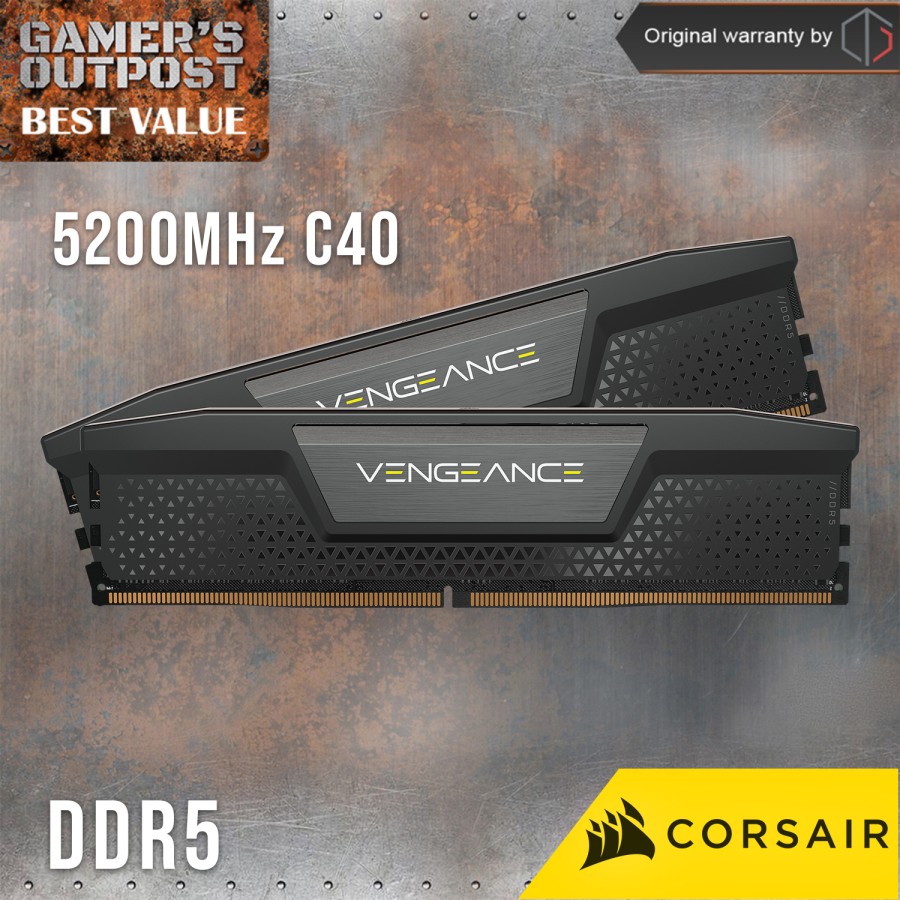 GAMER'S
OUTPOST
BEST VALUE
Original warranty by
5200MHz C40
//DDR5
VENGEANCE
VENGEANCE
//DDR5
DDR5
CORSAIR